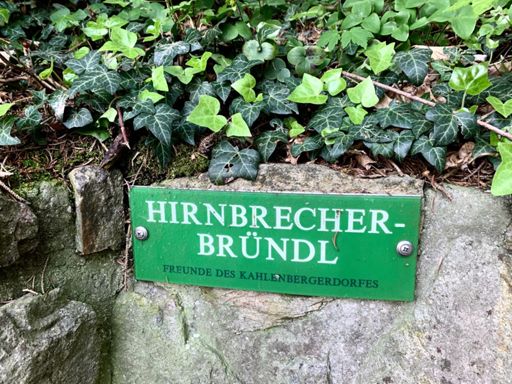 HIRNBRECHER-
BRÜNDL
FREUNDE DES KAHLENBERGERDORFES